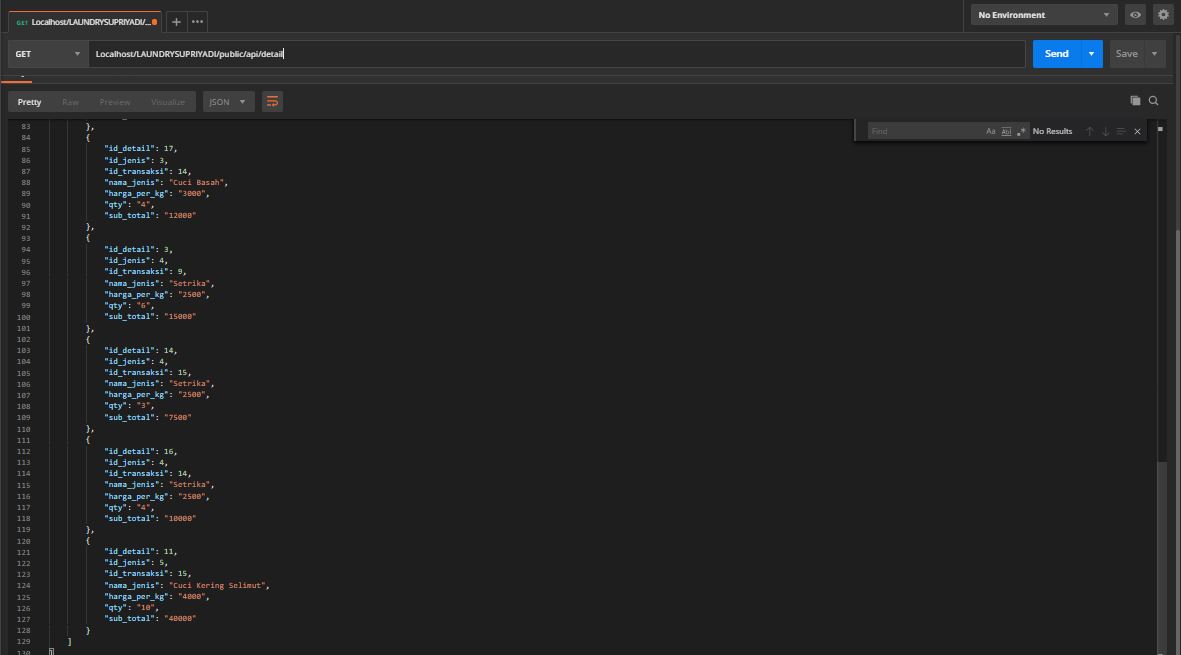 GET Localhost/LAUNDRYSUPRIYADI/...
No Environment
GET Localhost/LAUNDRYSUPRIYADI/public/api/detail
Send Save
Pretty Raw Preview Visualize JSON
Find Aa Abl .* No Results
83 },
84 {
85 "id_detail": 17,
86 "id_jenis": 3,
87 "id_transaksi": 14,
88 "nama_jenis": "Cuci Basah",
89 "harga_per_kg": "3000",
90 "qty": "4",
91 "sub_total": "12000"
92 },
93 {
94 "id_detail": 3,
95 "id_jenis": 4,
96 "id_transaksi": 9,
97 "nama_jenis": "Setrika",
98 "harga_per_kg": "2500",
99 "qty": "6",
100 "sub_total": "15000"
101 },
102 {
103 "id_detail": 14,
104 "id_jenis": 4,
105 "id_transaksi": 15,
106 "nama_jenis": "Setrika",
107 "harga_per_kg": "2500",
108 "qty": "3",
109 "sub_total": "7500"
110 },
111 {
112 "id_detail": 16,
113 "id_jenis": 4,
114 "id_transaksi": 14,
115 "nama_jenis": "Setrika",
116 "harga_per_kg": "2500",
117 "qty": "4",
118 "sub_total": "10000"
119 },
120 {
121 "id_detail": 11,
122 "id_jenis": 5,
123 "id_transaksi": 15,
124 "nama_jenis": "Cuci Kering Selimut",
125 "harga_per_kg": "4000",
126 "qty": "10",
127 "sub_total": "40000"
128 }
129 ]
130 }